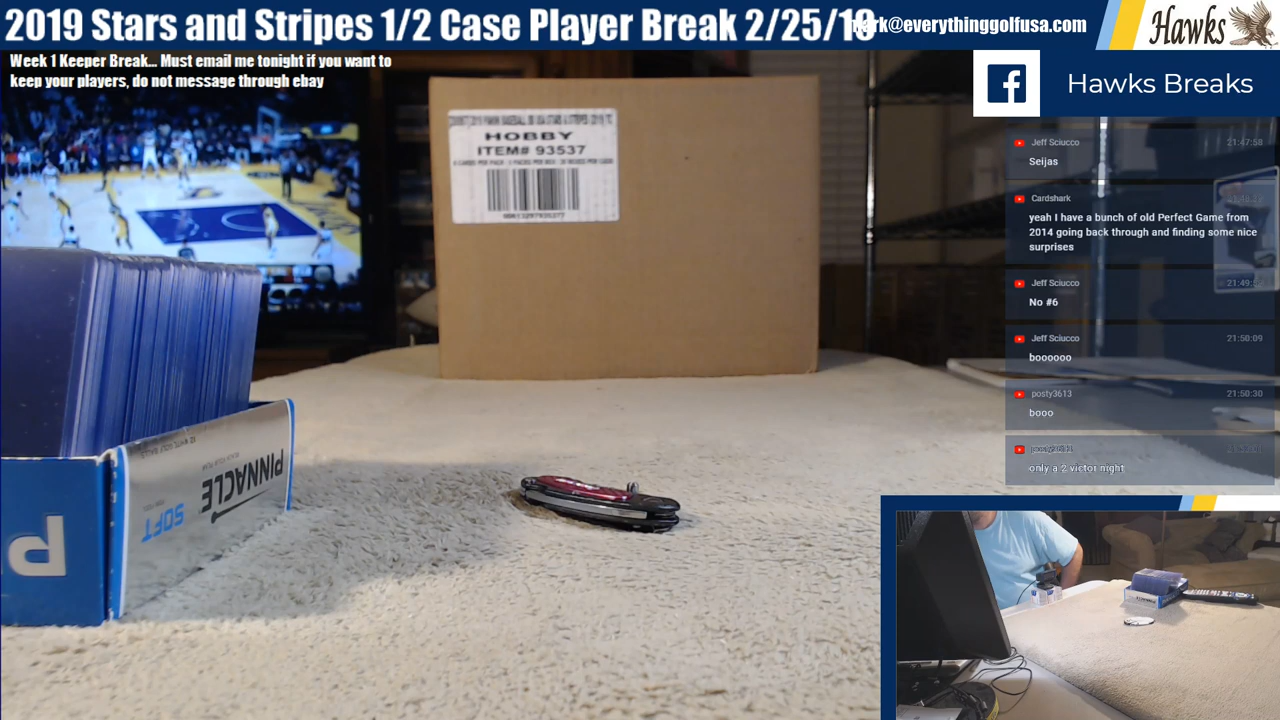 2019 Stars and Stripes 1/2 Case Player Break 2/25/19
mark@everythinggolfusa.com
Hawks
Week 1 Keeper Break... Must email me tonight if you want to
keep your players, do not message through ebay
Hawks Breaks
HOBBY
ITEM# 93537
Jeff Sciucco 21:47:58
Seijas
Cardshark
yeah I have a bunch of old Perfect Game from
2014 going back through and finding some nice
surprises
Jeff Sciucco
No #6
Jeff Sciucco 21:50:09
boooooo
posty3613 21:50:30
booo
only a 2 victor night
PINNACLE
SOFT
P